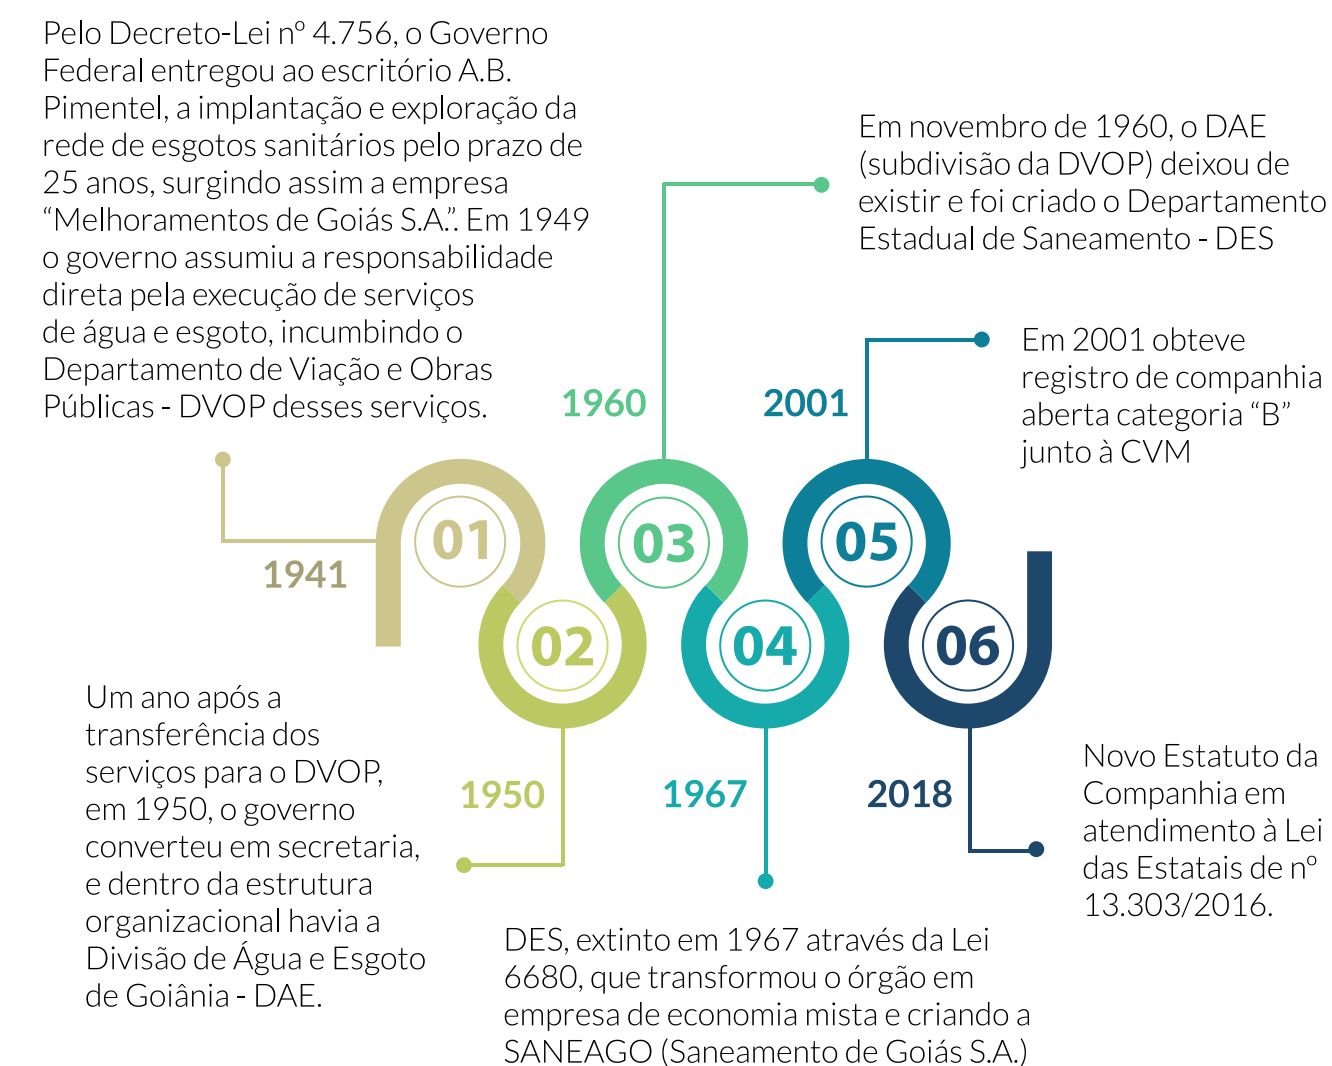 Pelo Decreto-Lei nº 4.756, o Governo
Federal entregou ao escritório A.B.
Pimentel, a implantação e exploração da
rede de esgotos sanitários pelo prazo de
25 anos, surgindo assim a empresa
“Melhoramentos de Goiás S.A.”. Em 1949
o governo assumiu a responsabilidade
direta pela execução de serviços
de água e esgoto, incumbindo o
Departamento de Viação e Obras
Públicas - DVOP desses serviços.
1941
01
Um ano após a
transferência dos
serviços para o DVOP,
em 1950, o governo
converteu em secretaria,
e dentro da estrutura
organizacional havia a
Divisão de Água e Esgoto
de Goiânia - DAE.
1950
02
Em novembro de 1960, o DAE
(subdivisão da DVOP) deixou de
existir e foi criado o Departamento
Estadual de Saneamento - DES
1960
03
1967
04
DES, extinto em 1967 através da Lei
6680, que transformou o órgão em
empresa de economia mista e criando a
SANEAGO (Saneamento de Goiás S.A.)
Em 2001 obteve
registro de companhia
aberta categoria “B”
junto à CVM
2001
05
2018
06
Novo Estatuto da
Companhia em
atendimento à Lei
das Estatais de nº
13.303/2016.